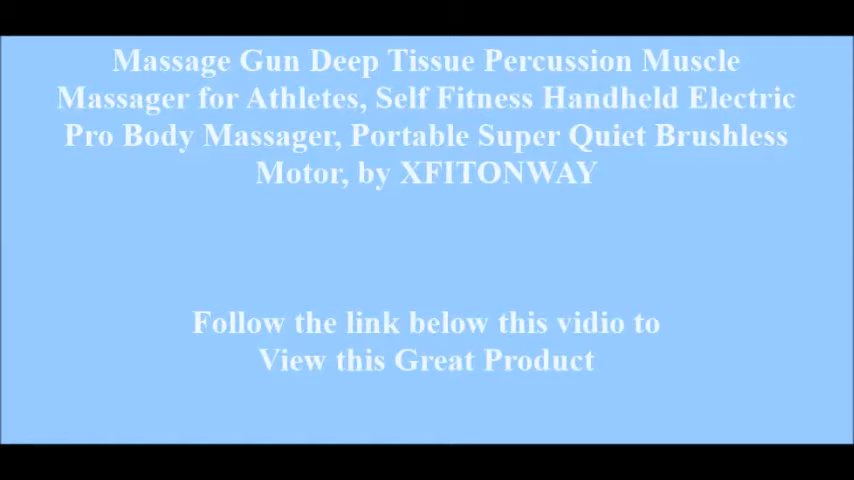 Massage Gun Deep Tissue Percussion Muscle
Massager for Athletes, Self Fitness Handheld Electric
Pro Body Massager, Portable Super Quiet Brushless
Motor, by XFITONWAY
Follow the link below this vidio to
View this Great Product